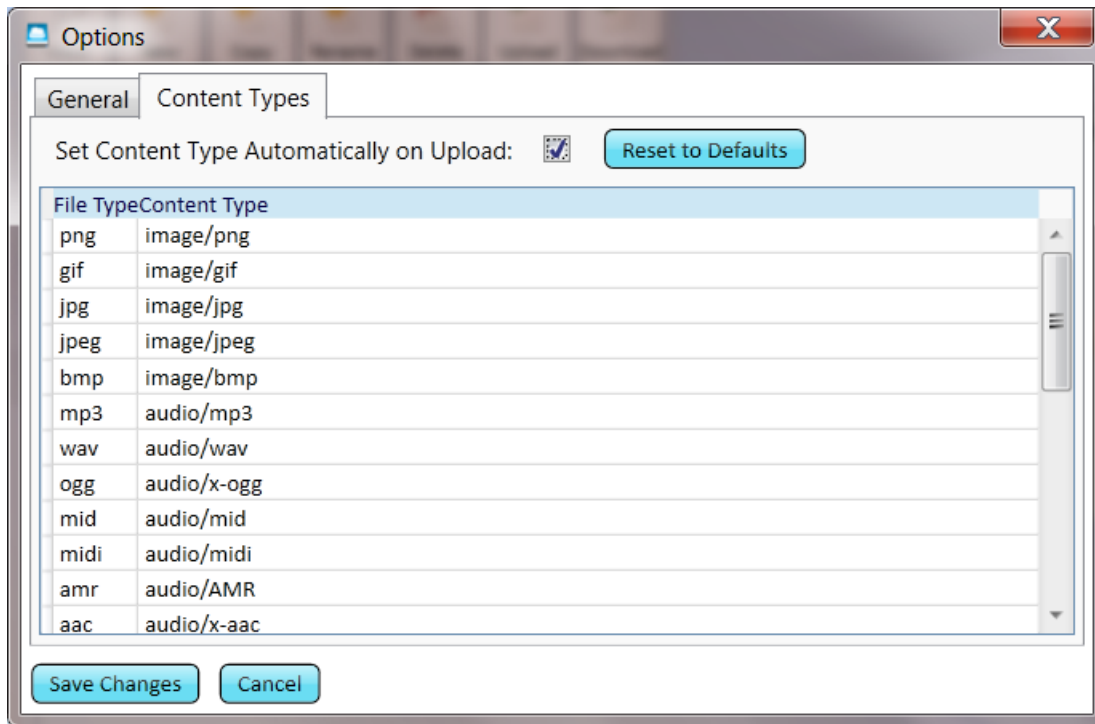 Options
General Content Types
Set Content Type Automatically on Upload: Reset to Defaults
File TypeContent Type
png image/png
gif image/gif
jpg image/jpg
jpeg image/jpeg
bmp image/bmp
mp3 audio/mp3
wav audio/wav
ogg audio/x-ogg
mid audio/mid
midi audio/midi
amr audio/AMR
aac audio/x-aac
Save Changes Cancel